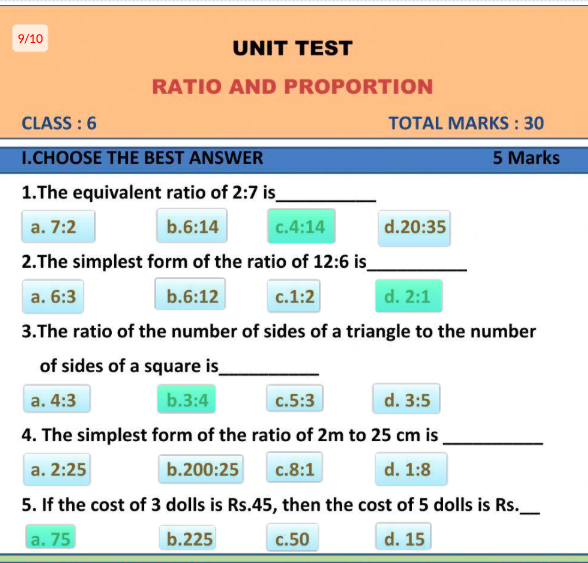 9/10
UNIT TEST
RATIO AND PROPORTION
CLASS : 6 TOTAL MARKS : 30
I.CHOOSE THE BEST ANSWER 5 Marks
1.The equivalent ratio of 2:7 is__________
a. 7:2 b.6:14 c.4:14 d.20:35
2.The simplest form of the ratio of 12:6 is__________
a. 6:3 b.6:12 c.1:2 d. 2:1
3.The ratio of the number of sides of a triangle to the number
of sides of a square is__________
a. 4:3 b.3:4 c.5:3 d. 3:5
4. The simplest form of the ratio of 2m to 25 cm is __________
a. 2:25 b.200:25 c.8:1 d. 1:8
5. If the cost of 3 dolls is Rs.45, then the cost of 5 dolls is Rs.__
a. 75 b.225 c.50 d. 15